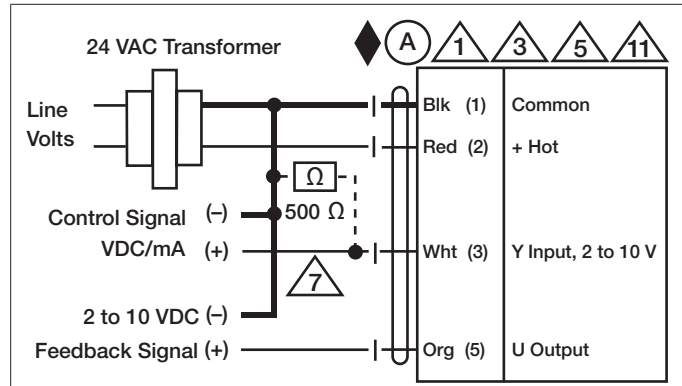 24 VAC Transformer
A 1 3 5 11
Line
Volts
Blk (1) Common
Red (2) + Hot
Ω
500 Ω
Control Signal (–)
VDC/mA (+)
Wht (3) Y Input, 2 to 10 V
7
2 to 10 VDC (–)
Feedback Signal (+)
Org (5) U Output